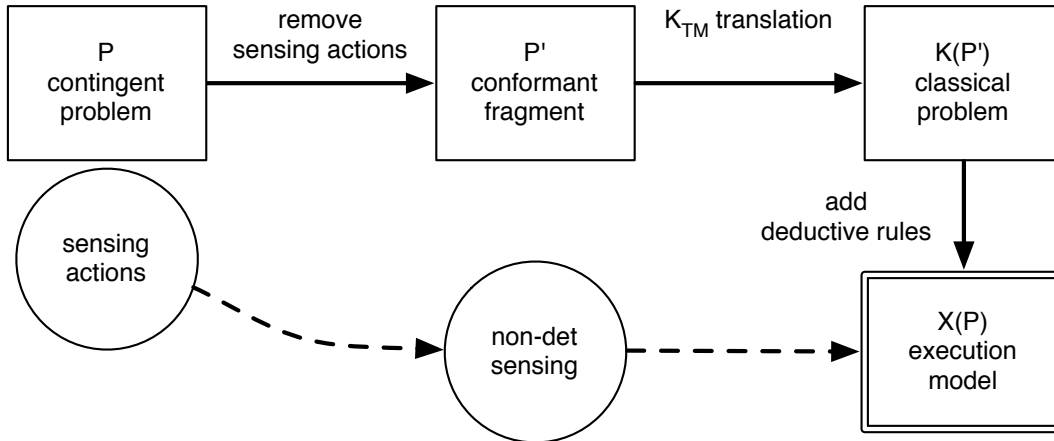 P
contingent
problem
remove
sensing actions
P'
conformant
fragment
K_TM translation
K(P')
classical
problem
add
deductive rules
sensing
actions
non-det
sensing
X(P)
execution
model